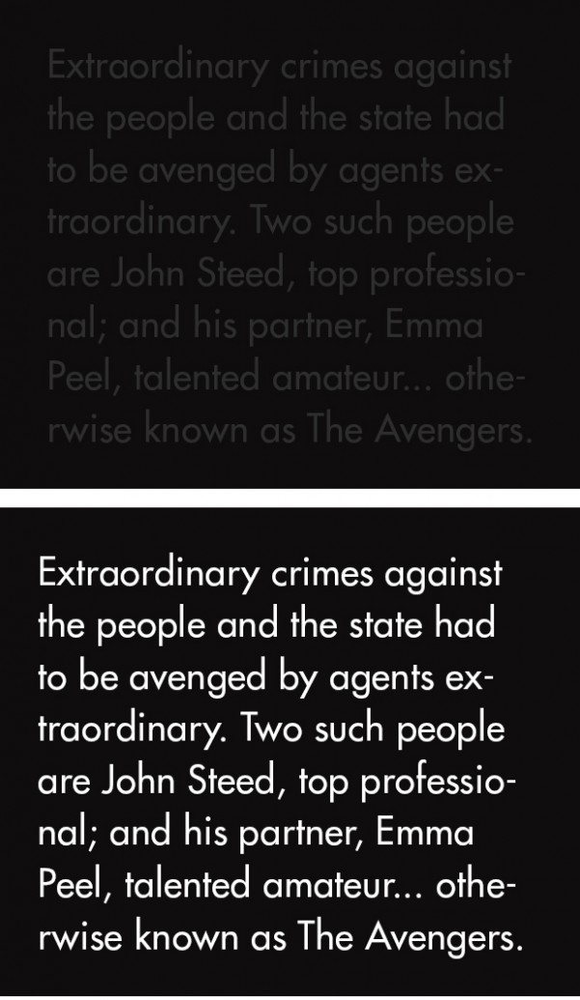 Extraordinary crimes against
the people and the state had
to be avenged by agents ex-
traordinary. Two such people
are John Steed, top professio-
nal; and his partner, Emma
Peel, talented amateur... othe-
rwise known as The Avengers.
Extraordinary crimes against
the people and the state had
to be avenged by agents ex-
traordinary. Two such people
are John Steed, top professio-
nal; and his partner, Emma
Peel, talented amateur... othe-
rwise known as The Avengers.